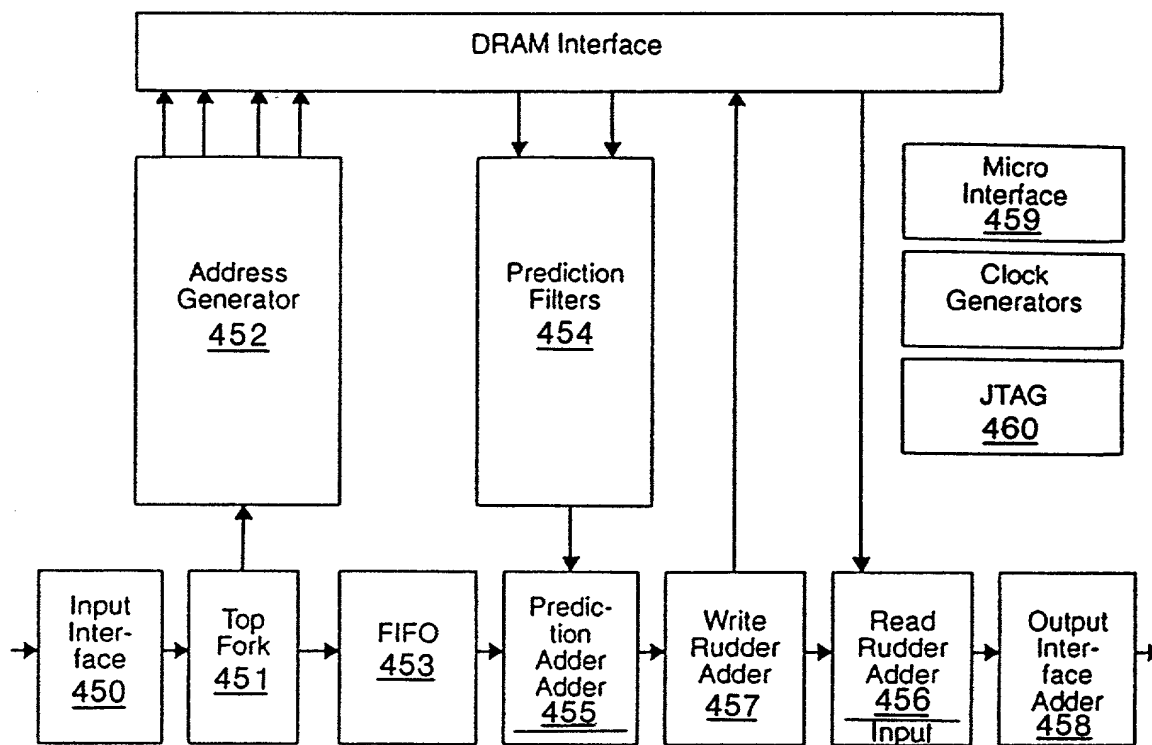 DRAM Interface
Address
Generator
452
Prediction
Filters
454
Micro
Interface
459
Clock
Generators
JTAG
460
Input
Inter-
face
450
Top
Fork
451
FIFO
453
Predic-
tion
Adder
Adder
455
Write
Rudder
Adder
457
Read
Rudder
Adder
456
Input
Output
Inter-
face
Adder
458